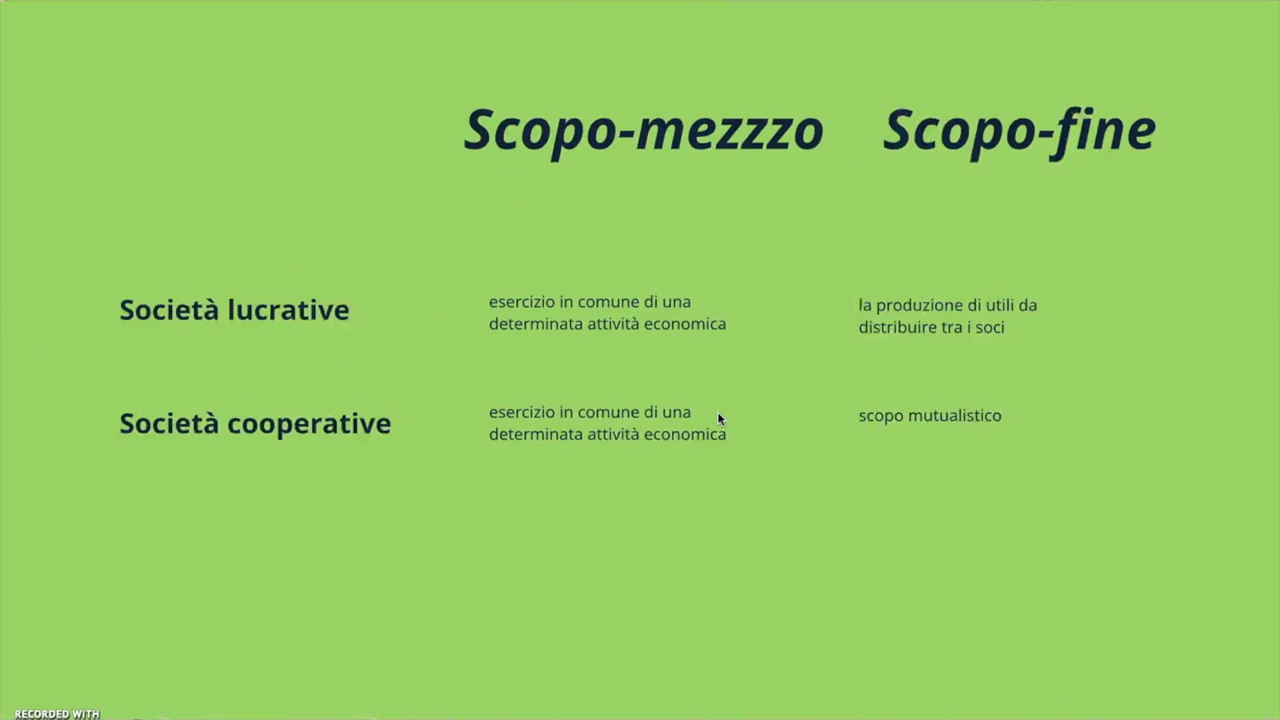 Scopo-mezzzo Scopo-fine
Società lucrative
esercizio in comune di una
determinata attività economica
la produzione di utili da
distribuire tra i soci
Società cooperative
esercizio in comune di una
determinata attività economica
scopo mutualistico
RECORDED WITH